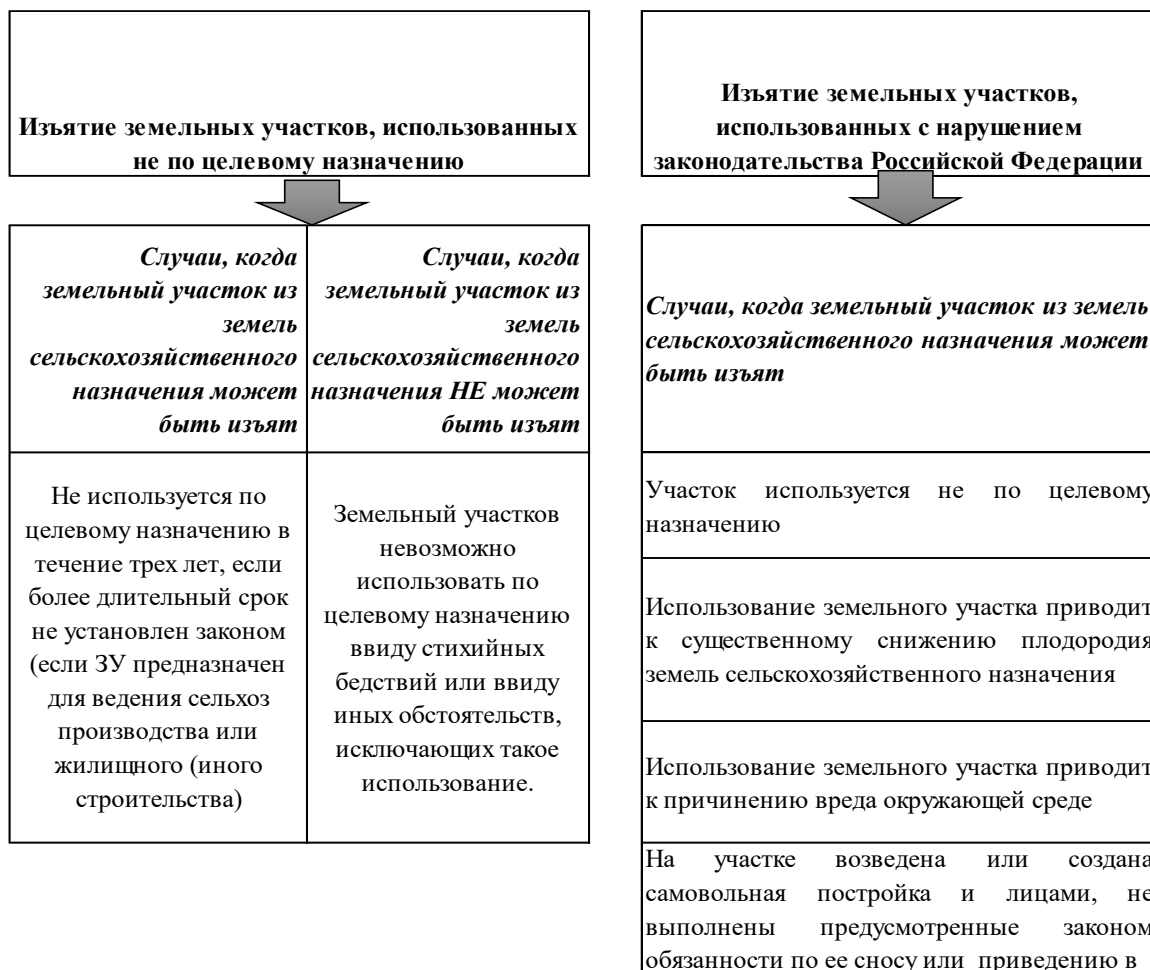 Изъятие земельных участков, использованных
не по целевому назначению
Случаи, когда
земельный участок из
земель
сельскохозяйственного
назначения может
быть изъят
Случаи, когда
земельный участок из
земель
сельскохозяйственного
назначения НЕ может
быть изъят
Не используется по
целевому назначению в
течение трех лет, если
более длительный срок
не установлен законом
(если ЗУ предназначен
для ведения сельхоз
производства или
жилищного (иного
строительства)
Земельный участков
невозможно
использовать по
целевому назначению
ввиду стихийных
бедствий или ввиду
иных обстоятельств,
исключающих такое
использование.
Изъятие земельных участков,
использованных с нарушением
законодательства Российской Федерации
Случаи, когда земельный участок из земель
сельскохозяйственного назначения может
быть изъят
Участок используется не по целевому
назначению
Использование земельного участка приводит
к существенному снижению плодородия
земель сельскохозяйственного назначения
Использование земельного участка приводит
к причинению вреда окружающей среде
На участке возведена или создана
самовольная постройка и лицами, не
выполнены предусмотренные законом
обязанности по ее сносу или приведению в